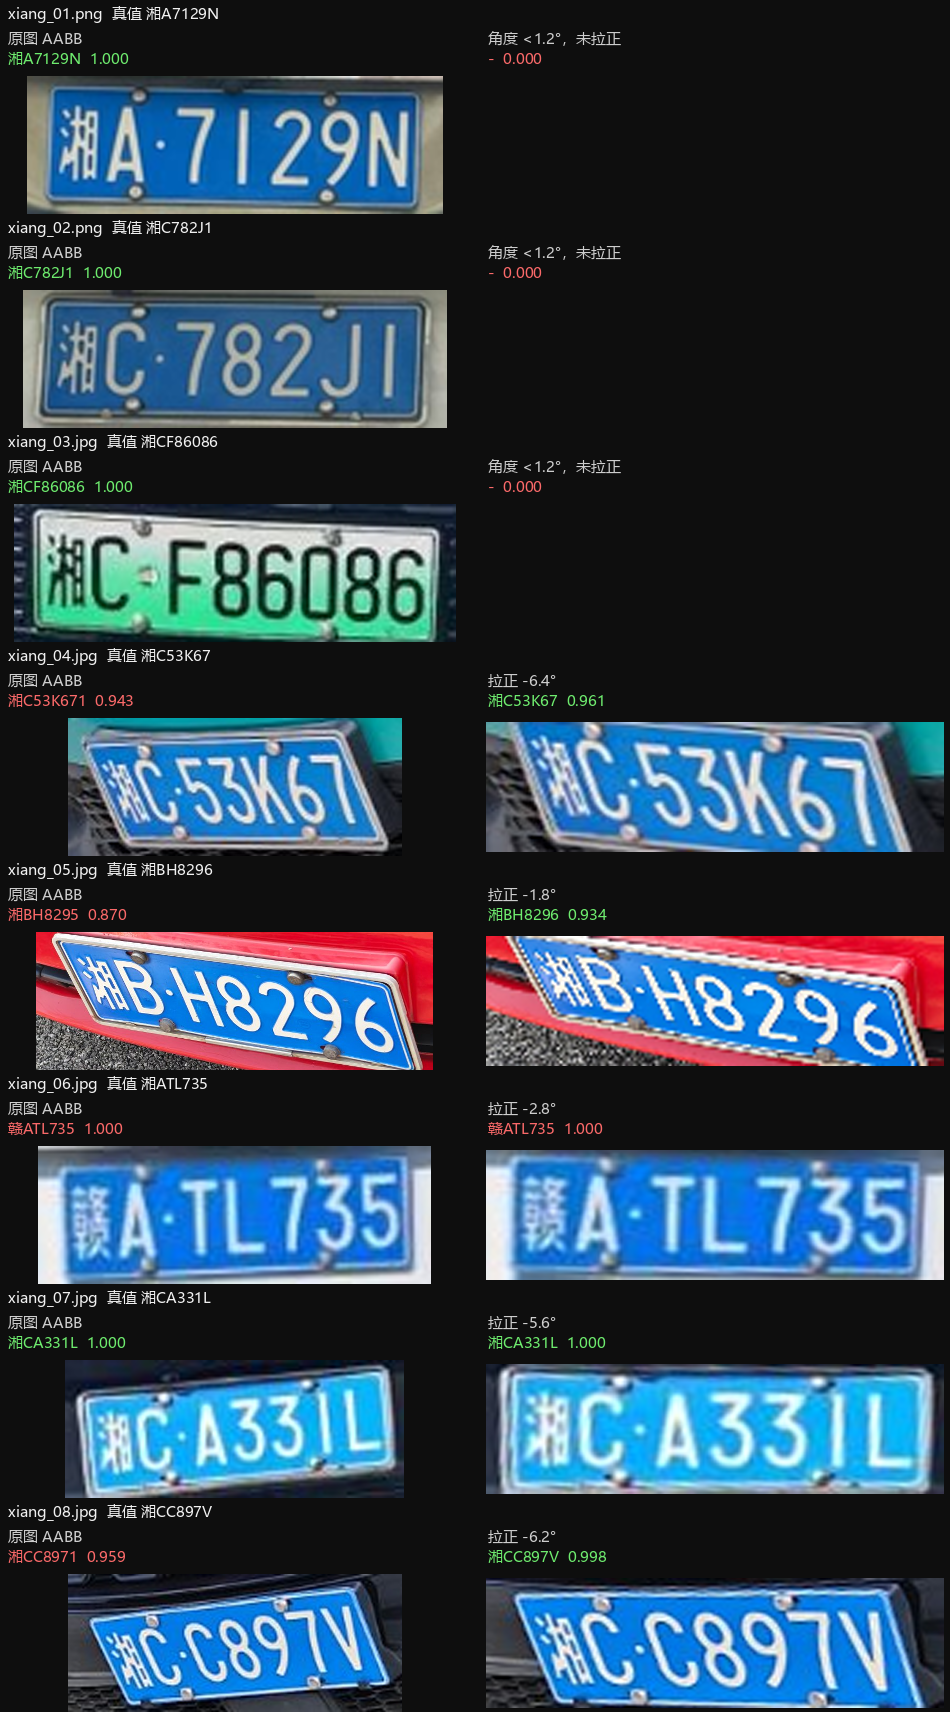 xiang_01.png 真值 湘A7129N
原图 AABB
角度 <1.2°，未拉正
湘A7129N 1.000
- 0.000
湘A·7129N
xiang_02.png 真值 湘C782J1
原图 AABB
角度 <1.2°，未拉正
湘C782J1 1.000
- 0.000
湘C·782J1
xiang_03.jpg 真值 湘CF86086
原图 AABB
角度 <1.2°，未拉正
湘CF86086 1.000
- 0.000
湘C·F86086
xiang_04.jpg 真值 湘C53K67
原图 AABB
拉正 -6.4°
湘C53K671 0.943
湘C53K67 0.961
湘C·53K67
湘C·53K67
xiang_05.jpg 真值 湘BH8296
原图 AABB
拉正 -1.8°
湘BH8295 0.870
湘BH8296 0.934
湘B·H8296
湘B·H8296
xiang_06.jpg 真值 湘ATL735
原图 AABB
拉正 -2.8°
赣ATL735 1.000
赣ATL735 1.000
赣A·TL735
赣A·TL735
xiang_07.jpg 真值 湘CA331L
原图 AABB
拉正 -5.6°
湘CA331L 1.000
湘CA331L 1.000
湘C·A331L
湘C·A331L
xiang_08.jpg 真值 湘CC897V
原图 AABB
拉正 -6.2°
湘CC8971 0.959
湘CC897V 0.998
湘C·C897V
湘C·C897V